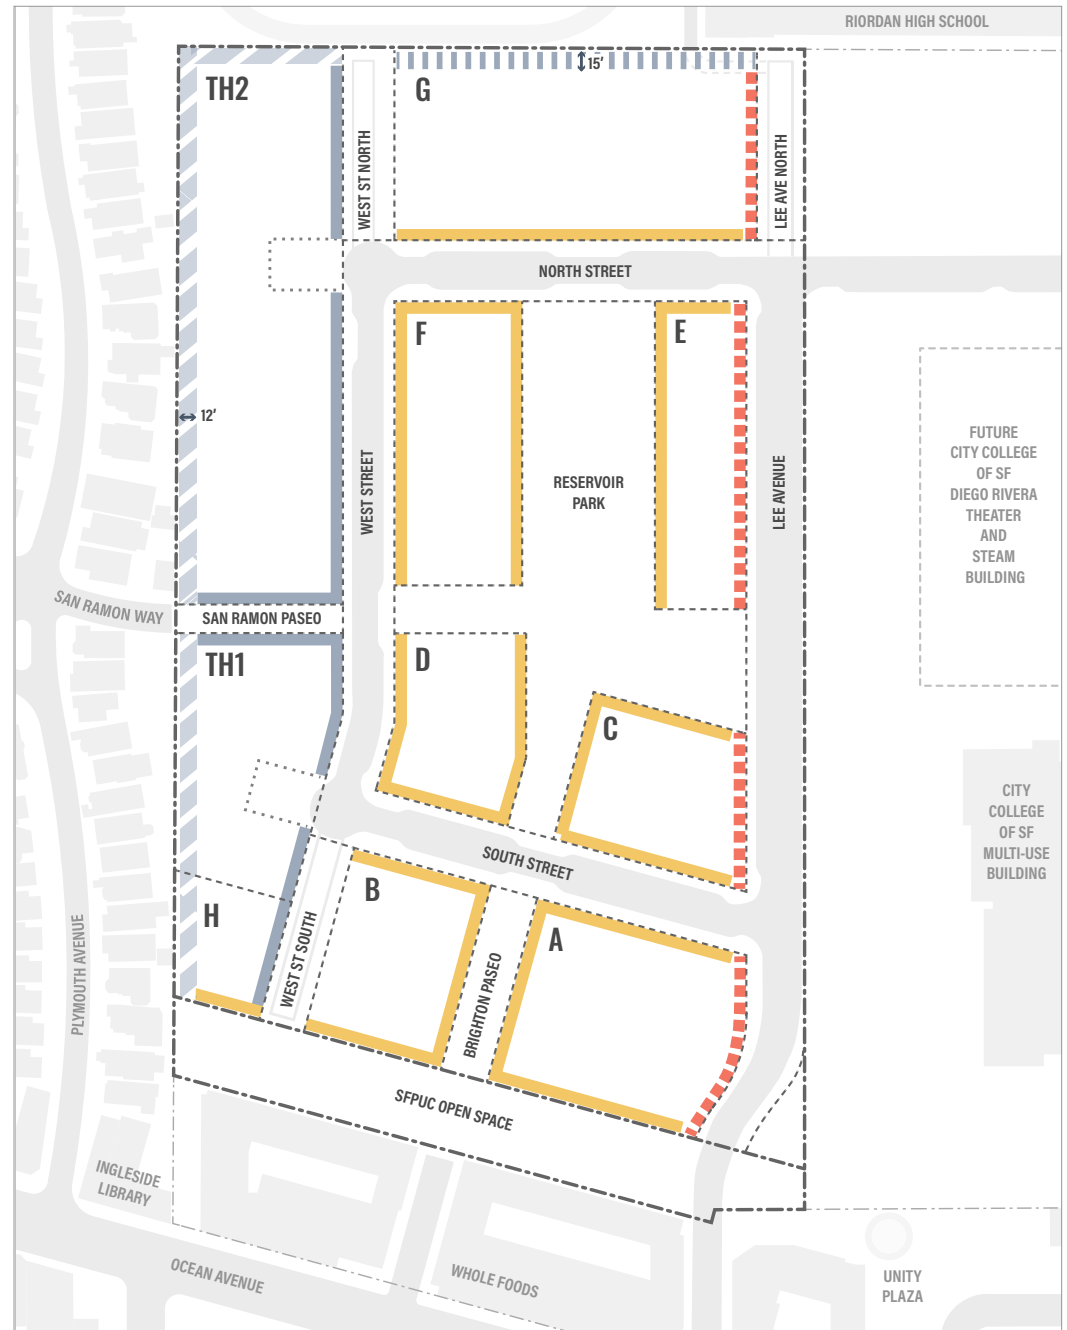 RIORDAN HIGH SCHOOL
15'
TH2
G
WEST ST NORTH
LEE AVE NORTH
NORTH STREET
F
E
12'
WEST STREET
RESERVOIR
PARK
LEE AVENUE
FUTURE
CITY COLLEGE
OF SF
DIEGO RIVERA
THEATER
AND
STEAM
BUILDING
SAN RAMON WAY
SAN RAMON PASEO
TH1
D
C
CITY
COLLEGE
OF SF
MULTI-USE
BUILDING
SOUTH STREET
B
H
A
PLYMOUTH AVENUE
WEST ST SOUTH
BRIGHTON PASEO
SFPUC OPEN SPACE
INGLESIDE
LIBRARY
OCEAN AVENUE
WHOLE FOODS
UNITY
PLAZA